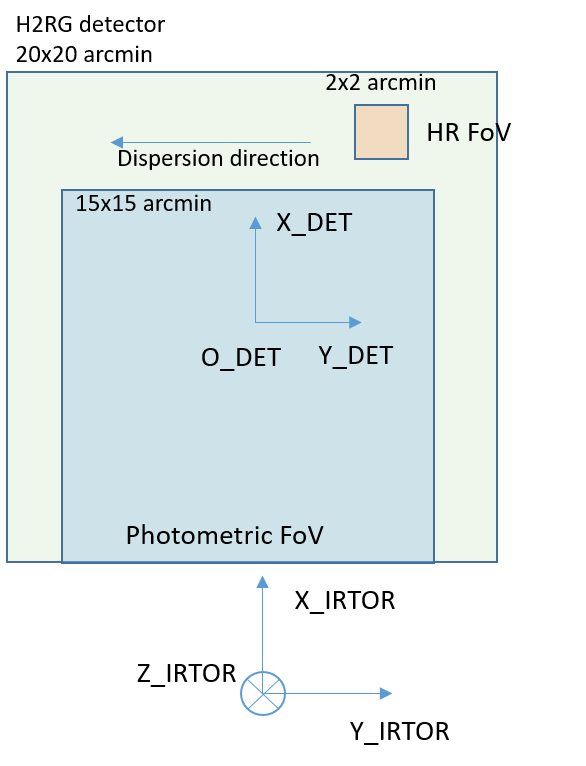 H2RG detector
20x20 arcmin
2x2 arcmin
HR FoV
Dispersion direction
15x15 arcmin
X_DET
O_DET
Y_DET
Photometric FoV
X_IRTOR
Z_IRTOR
Y_IRTOR